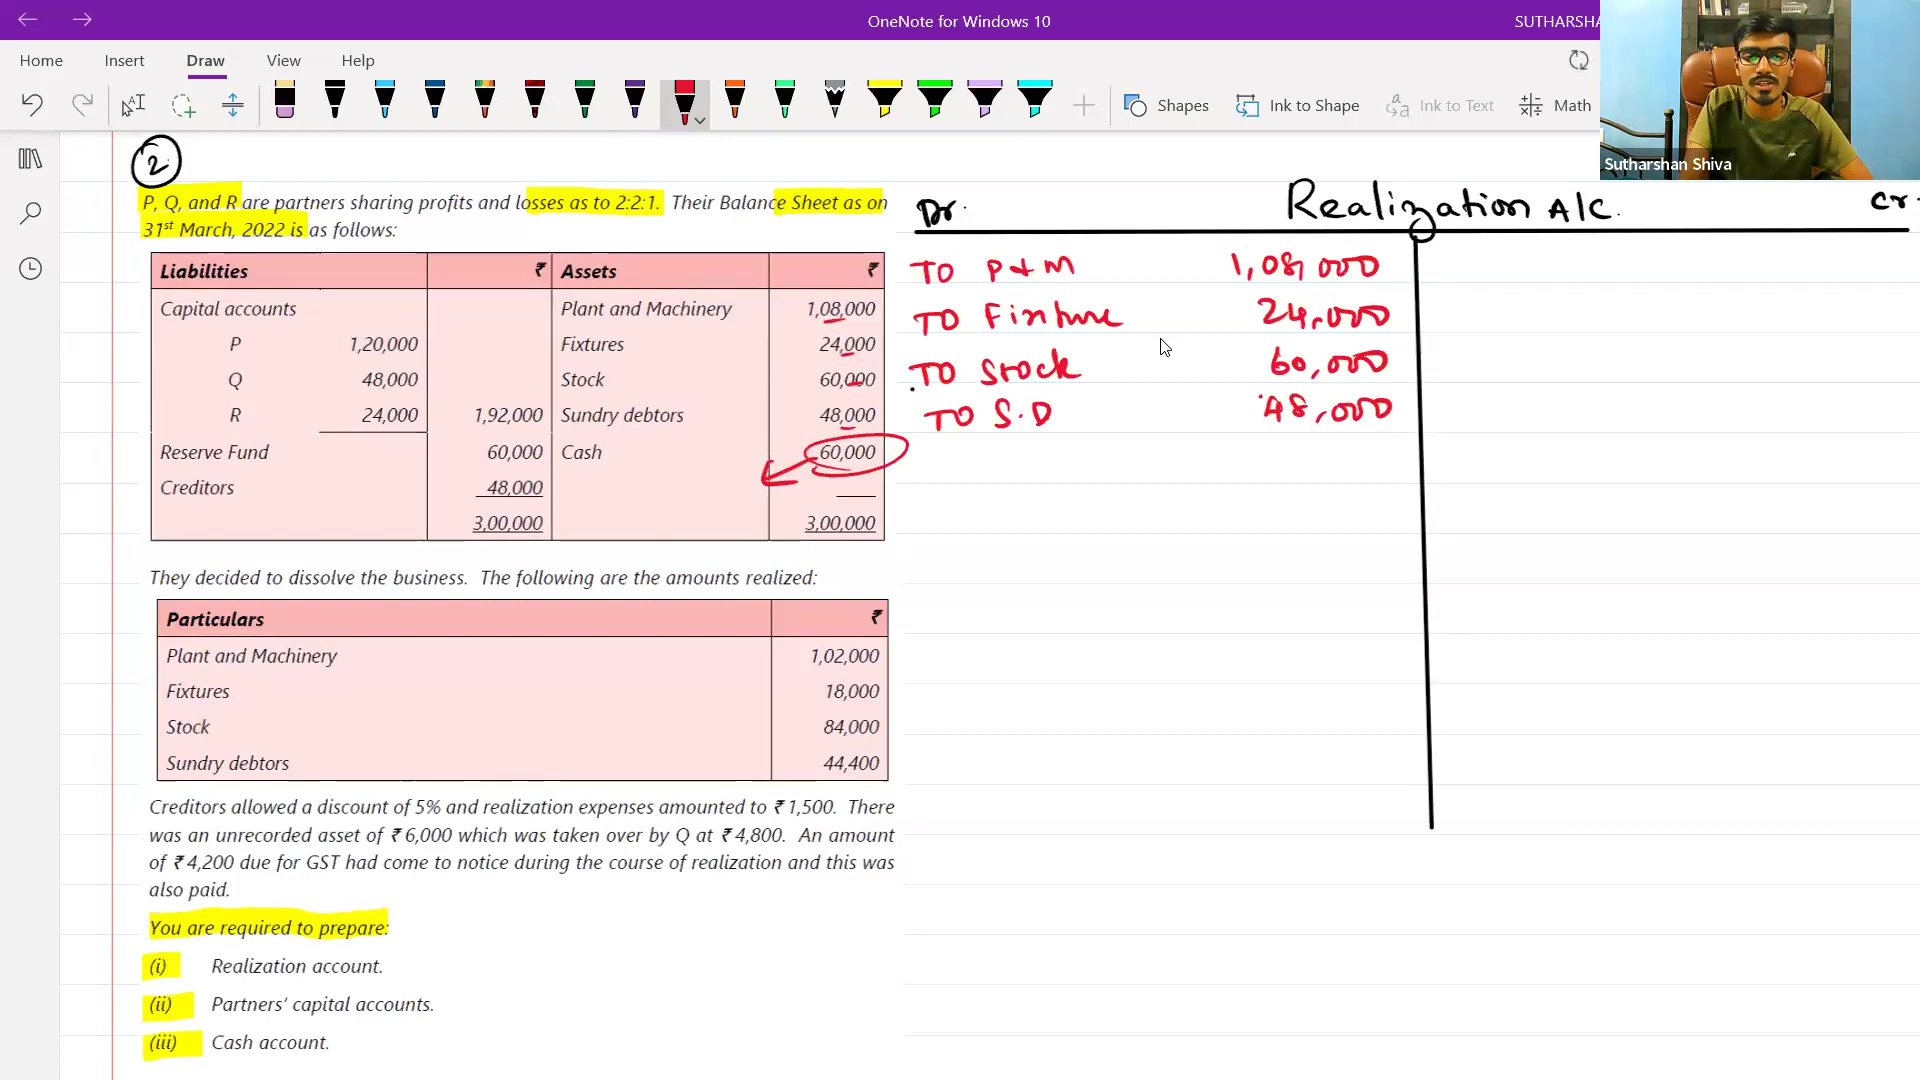 OneNote for Windows 10
SUTHARSHA
Home Insert Draw View Help
Shapes Ink to Shape Ink to Text Math
Sutharshan Shiva
2
P, Q, and R are partners sharing profits and losses as to 2:2:1. Their Balance Sheet as on
31st March, 2022 is as follows:
Liabilities ₹ Assets ₹
Capital accounts Plant and Machinery 1,08,000
P 1,20,000 Fixtures 24,000
Q 48,000 Stock 60,000
R 24,000 1,92,000 Sundry debtors 48,000
Reserve Fund 60,000 Cash 60,000
Creditors 48,000
3,00,000 3,00,000
They decided to dissolve the business. The following are the amounts realized:
Particulars ₹
Plant and Machinery 1,02,000
Fixtures 18,000
Stock 84,000
Sundry debtors 44,400
Creditors allowed a discount of 5% and realization expenses amounted to ₹ 1,500. There
was an unrecorded asset of ₹ 6,000 which was taken over by Q at ₹ 4,800. An amount
of ₹ 4,200 due for GST had come to notice during the course of realization and this was
also paid.
You are required to prepare:
(i) Realization account.
(ii) Partners' capital accounts.
(iii) Cash account.
Dr. Realization A/C. Cr.
TO P+M 1,08,000
TO Fixture 24,000
TO Stock 60,000
TO S.D 48,000